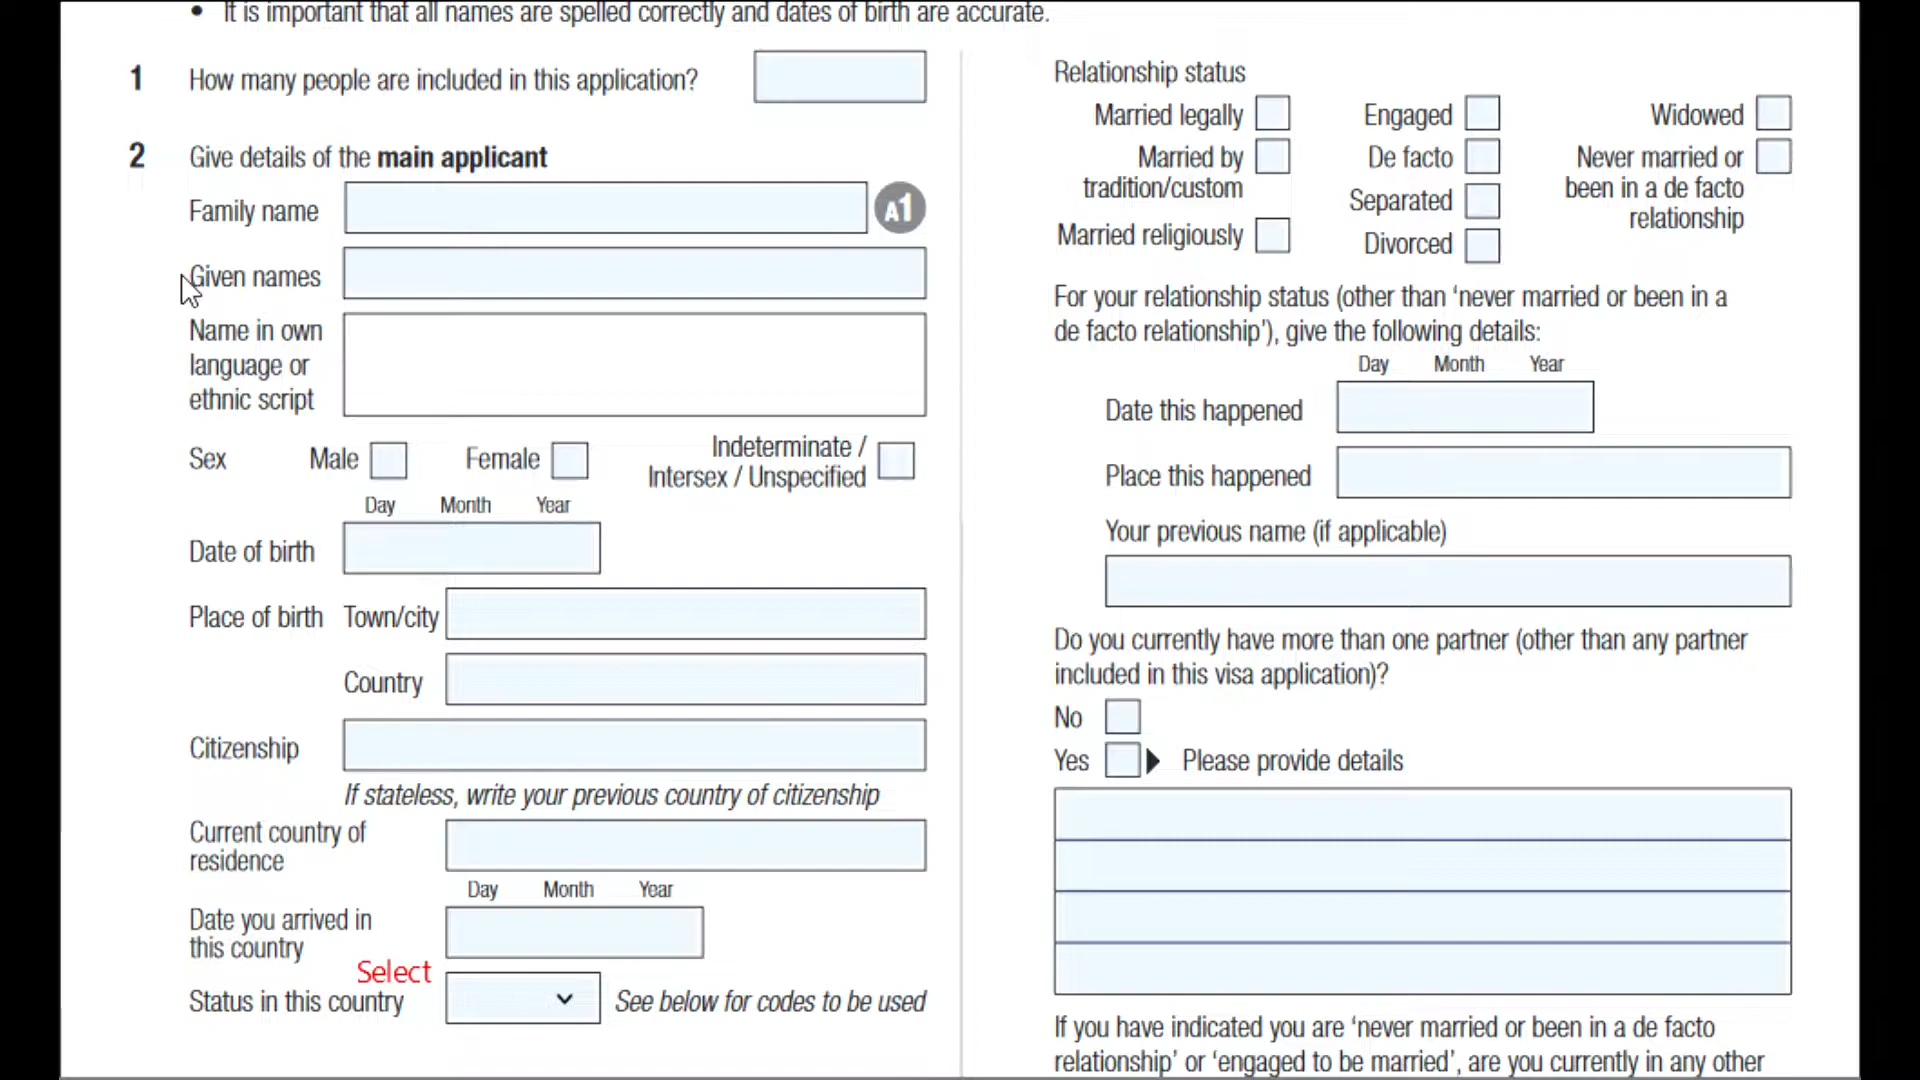 • It is important that all names are spelled correctly and dates of birth are accurate.
1 How many people are included in this application?
2 Give details of the main applicant
Family name A1
Given names
Name in own
language or
ethnic script
Sex Male Female Indeterminate /
Intersex / Unspecified
Day Month Year
Date of birth
Place of birth Town/city
Country
Citizenship
If stateless, write your previous country of citizenship
Current country of
residence
Day Month Year
Date you arrived in
this country
Select
Status in this country See below for codes to be used
Relationship status
Married legally Engaged Widowed
Married by
tradition/custom
De facto
Never married or
been in a de facto
relationship
Separated
Married religiously Divorced
For your relationship status (other than ‘never married or been in a
de facto relationship’), give the following details:
Day Month Year
Date this happened
Place this happened
Your previous name (if applicable)
Do you currently have more than one partner (other than any partner
included in this visa application)?
No
Yes Please provide details
If you have indicated you are ‘never married or been in a de facto
relationship’ or ‘engaged to be married’, are you currently in any other